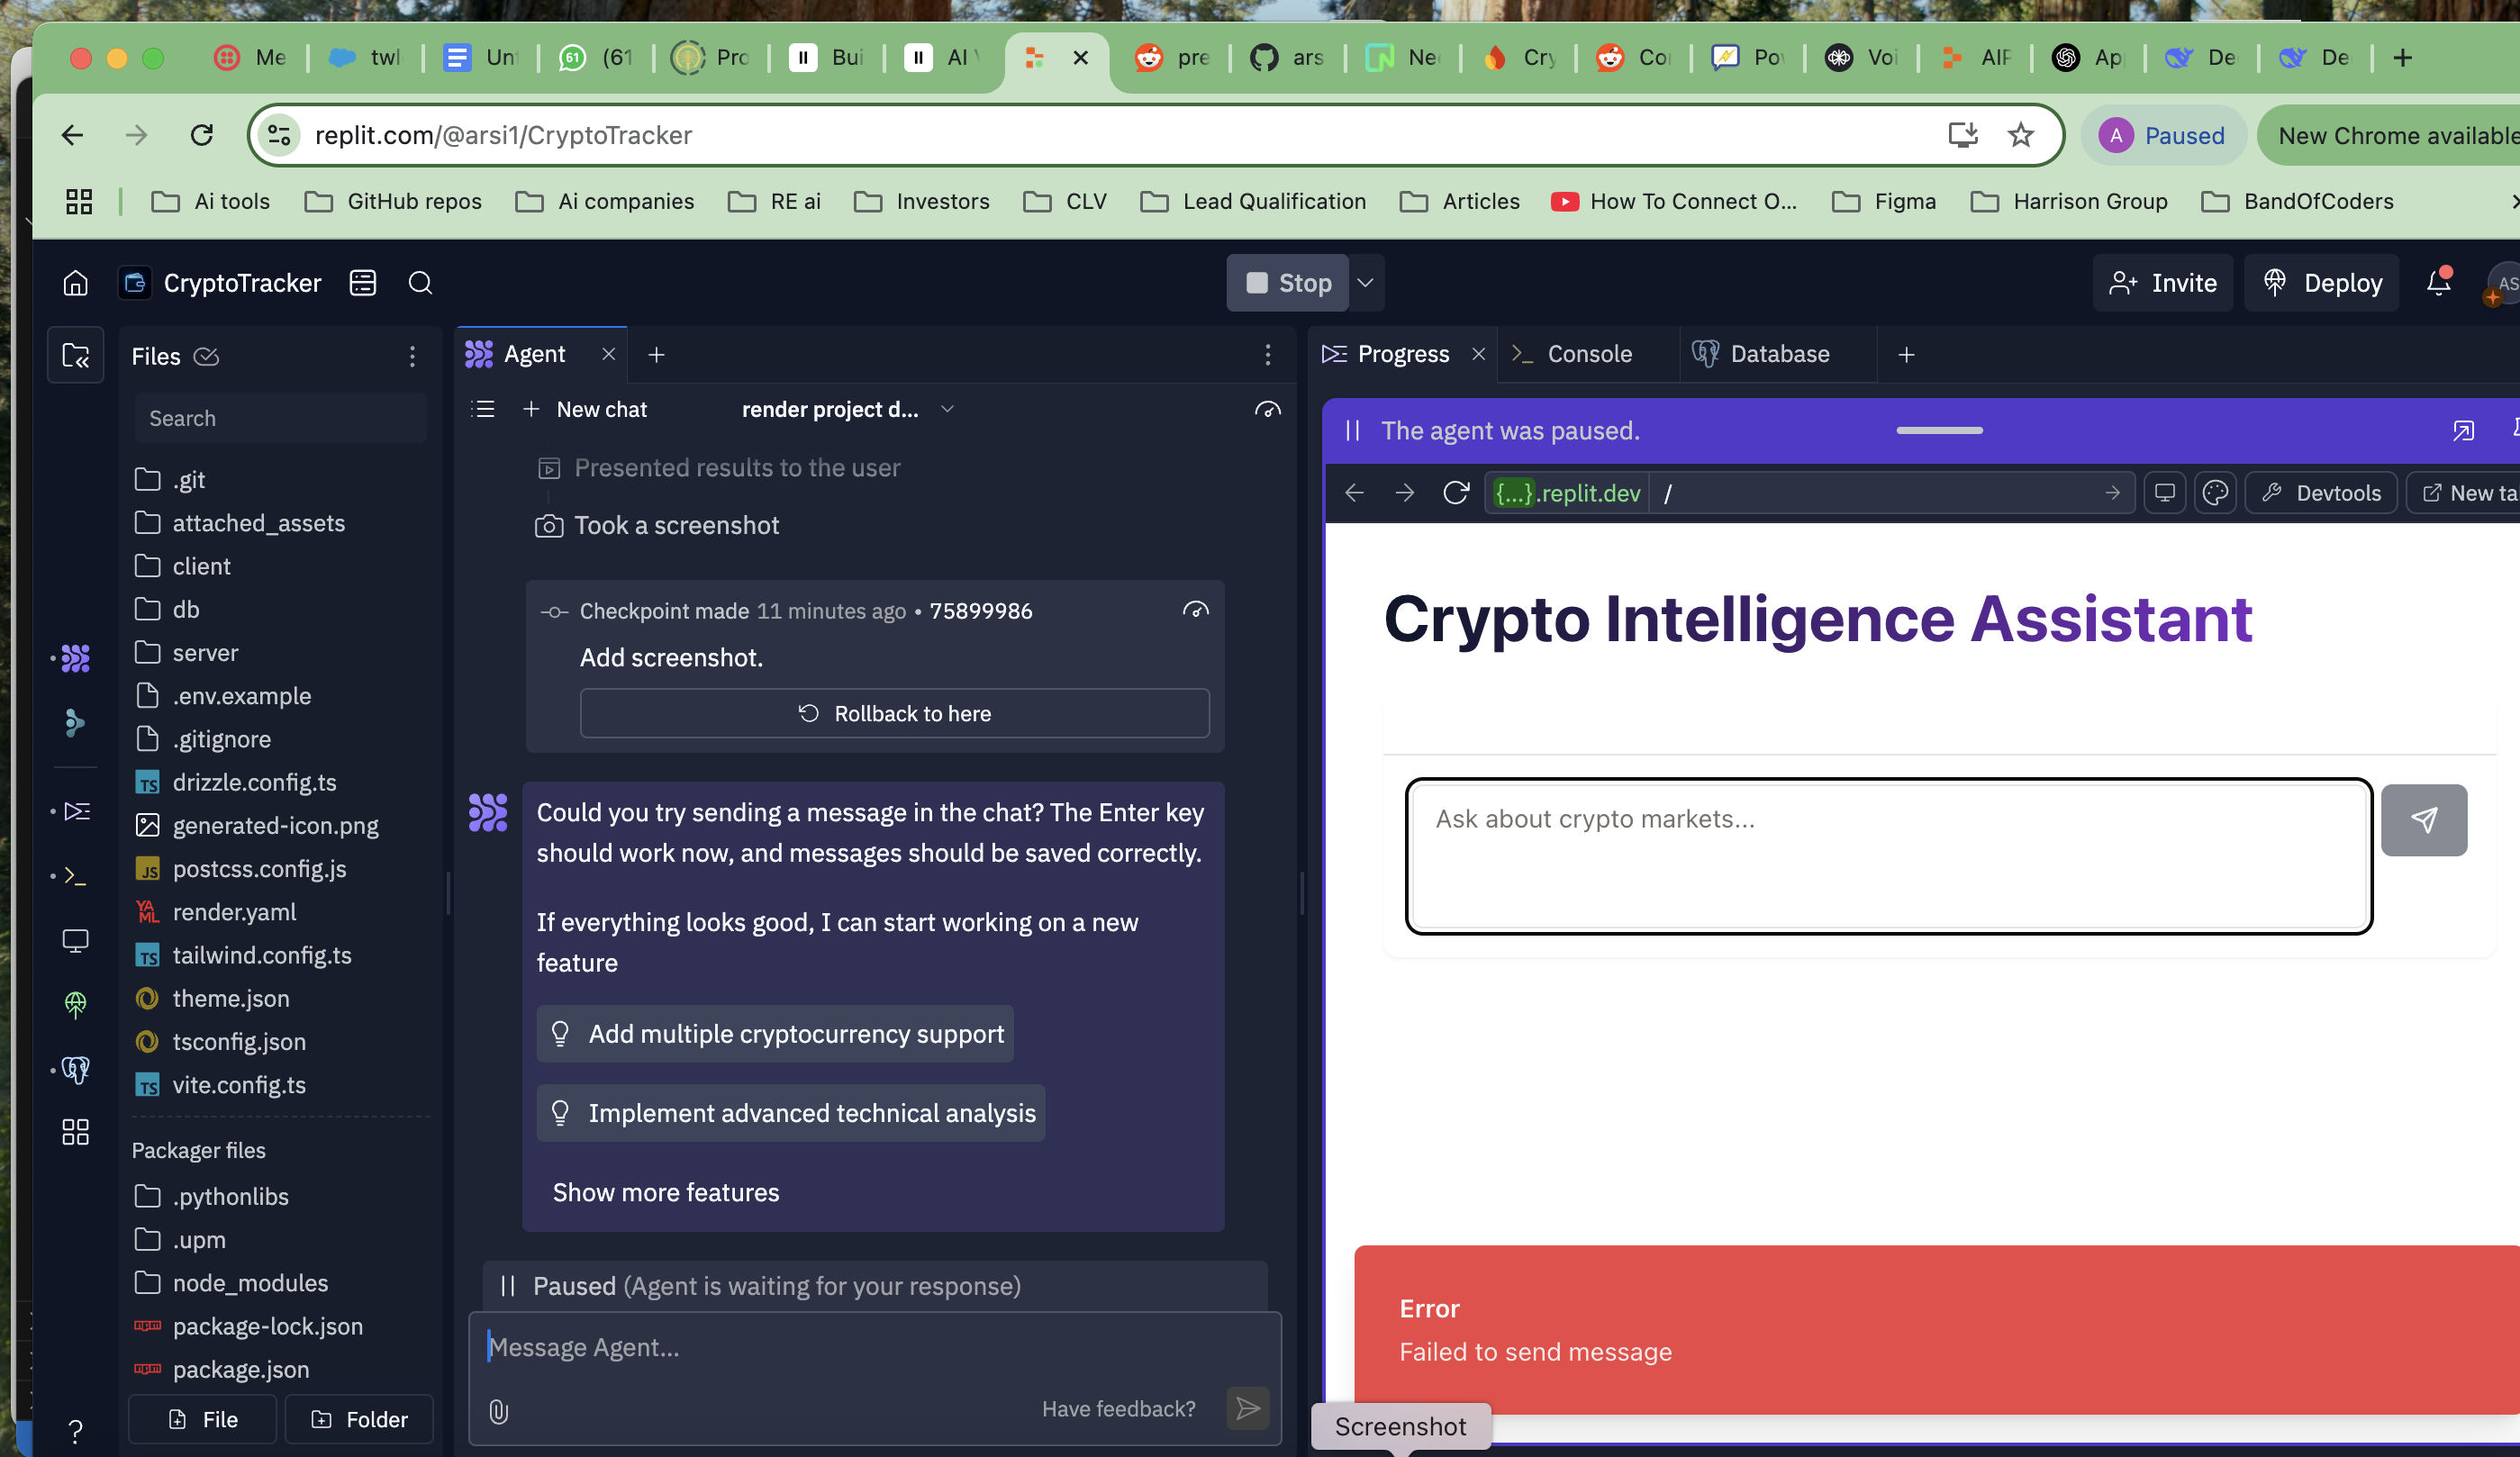 Me
twl
Un
61
(61
Pro
Bui
AI
pre
ars
Ne
Cry
Co
Po
Voi
AIF
Ap
De
De
replit.com/@arsi1/CryptoTracker
A
Paused
New Chrome available
Ai tools
GitHub repos
Ai companies
RE ai
Investors
CLV
Lead Qualification
Articles
How To Connect O...
Figma
Harrison Group
BandOfCoders
CryptoTracker
Stop
Invite
Deploy
AS
Files
Agent
Progress
Console
Database
Search
New chat
render project d...
The agent was paused.
{...}.replit.dev
/
Devtools
New ta
.git
attached_assets
client
db
server
.env.example
.gitignore
TS drizzle.config.ts
generated-icon.png
JS postcss.config.js
YAML render.yaml
TS tailwind.config.ts
theme.json
tsconfig.json
TS vite.config.ts
Packager files
.pythonlibs
.upm
node_modules
package-lock.json
package.json
File
Folder
?
Presented results to the user
Took a screenshot
Checkpoint made 11 minutes ago • 75899986
Add screenshot.
Rollback to here
Could you try sending a message in the chat? The Enter key
should work now, and messages should be saved correctly.
If everything looks good, I can start working on a new
feature
Add multiple cryptocurrency support
Implement advanced technical analysis
Show more features
Paused (Agent is waiting for your response)
Message Agent...
Have feedback?
Crypto Intelligence Assistant
Ask about crypto markets...
Error
Failed to send message
Screenshot